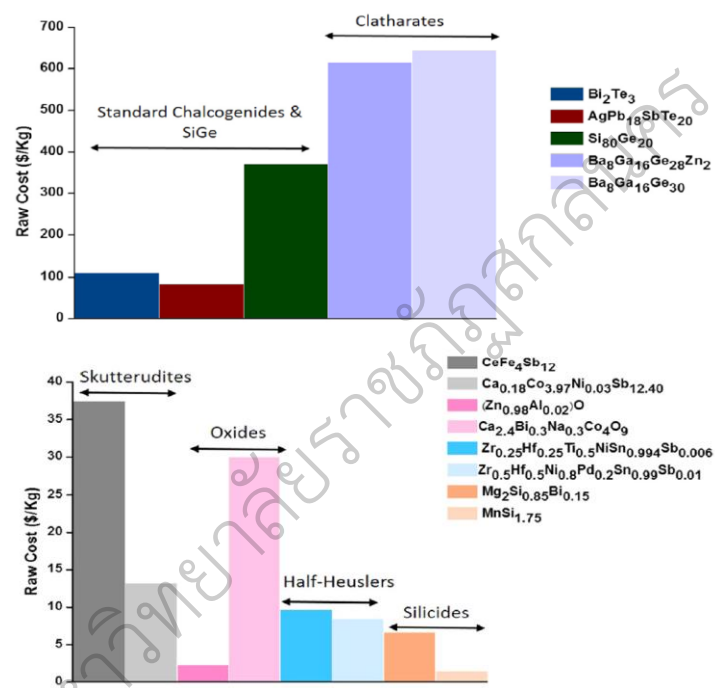 Clatharates
700
600
500
400
300
200
100
0
Raw Cost ($/Kg)
Standard Chalcogenides &
SiGe
Bi2Te3
AgPb18SbTe20
Si80Ge20
Ba8Ga16Ge28Zn2
Ba8Ga16Ge30
40
35
30
25
20
15
10
5
0
Raw Cost ($/Kg)
Skutterudites
Oxides
Half-Heuslers
Silicides
CeFe4Sb12
Ca0.18Co3.97Ni0.03Sb12.40
(Zn0.98Al0.02)O
Ca2.4Bi0.3Na0.3Co4O9
Zr0.25Hf0.25Ti0.5NiSn0.994Sb0.006
Zr0.5Hf0.5Ni0.8Pd0.2Sn0.99Sb0.01
Mg2Si0.85Bi0.15
MnSi1.75